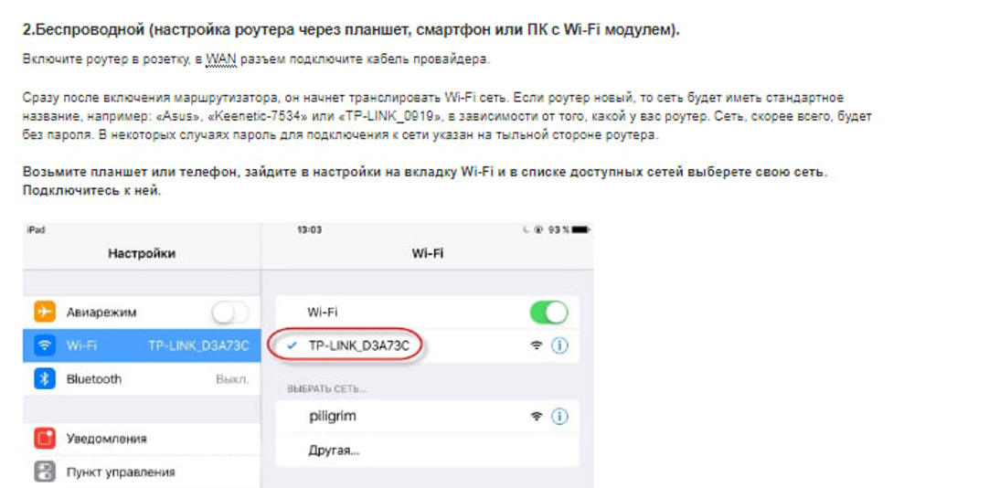 2.Беспроводной (настройка роутера через планшет, смартфон или ПК с Wi-Fi модулем).
Включите роутер в розетку, в WAN разъем подключите кабель провайдера.
Сразу после включения маршрутизатора, он начнет транслировать Wi-Fi сеть. Если роутер новый, то сеть будет иметь стандартное
название, например: «Asus», «Keenetic-7534» или «TP-LINK_0919», в зависимости от того, какой у вас роутер. Сеть, скорее всего, будет
без пароля. В некоторых случаях пароль для подключения к сети указан на тыльной стороне роутера.
Возьмите планшет или телефон, зайдите в настройки на вкладку Wi-Fi и в списке доступных сетей выберете свою сеть.
Подключитесь к ней.
iPad 13:03 93 %
Настройки Wi-Fi
Авиарежим Wi-Fi
Wi-Fi TP-LINK_D3A73C TP-LINK_D3A73C
Bluetooth Выкл.
ВЫБРАТЬ СЕТЬ...
piligrim
Уведомления
Другая...
Пункт управления